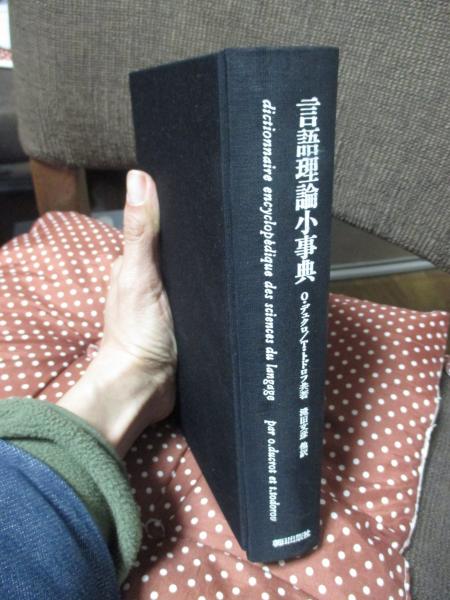 言語理論小事典 O・デュクロ/T・トドロフ共著 滝田文彦 他訳
dictionnaire encyclopédique des sciences du langage par o.ducrot et t.todorov
朝日出版社